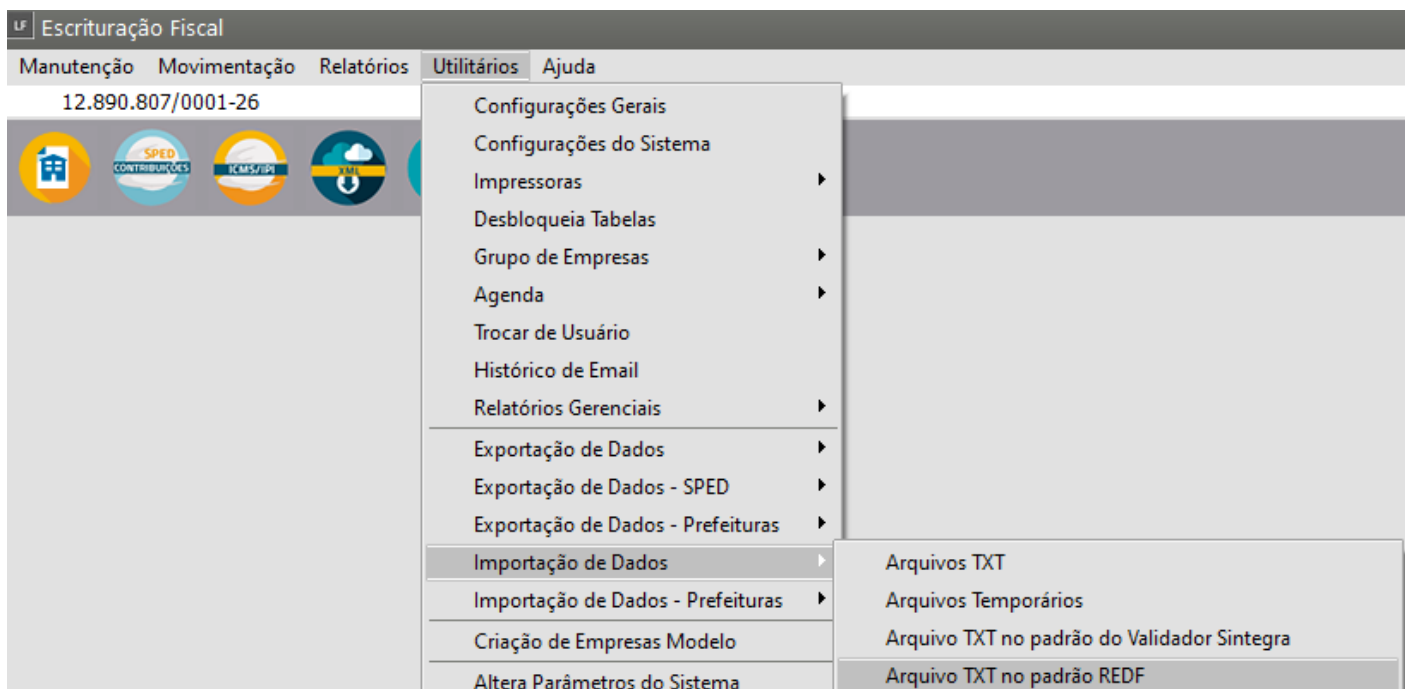 LF Escrituração Fiscal
Manutenção Movimentação Relatórios Utilitários Ajuda
12.890.807/0001-26
SPED
CONTRIBUIÇÕES
ICMS/IPI
XML
Configurações Gerais
Configurações do Sistema
Impressoras
Desbloqueia Tabelas
Grupo de Empresas
Agenda
Trocar de Usuário
Histórico de Email
Relatórios Gerenciais
Exportação de Dados
Exportação de Dados - SPED
Exportação de Dados - Prefeituras
Importação de Dados
Importação de Dados - Prefeituras
Criação de Empresas Modelo
Altera Parâmetros do Sistema
Arquivos TXT
Arquivos Temporários
Arquivo TXT no padrão do Validador Sintegra
Arquivo TXT no padrão REDF